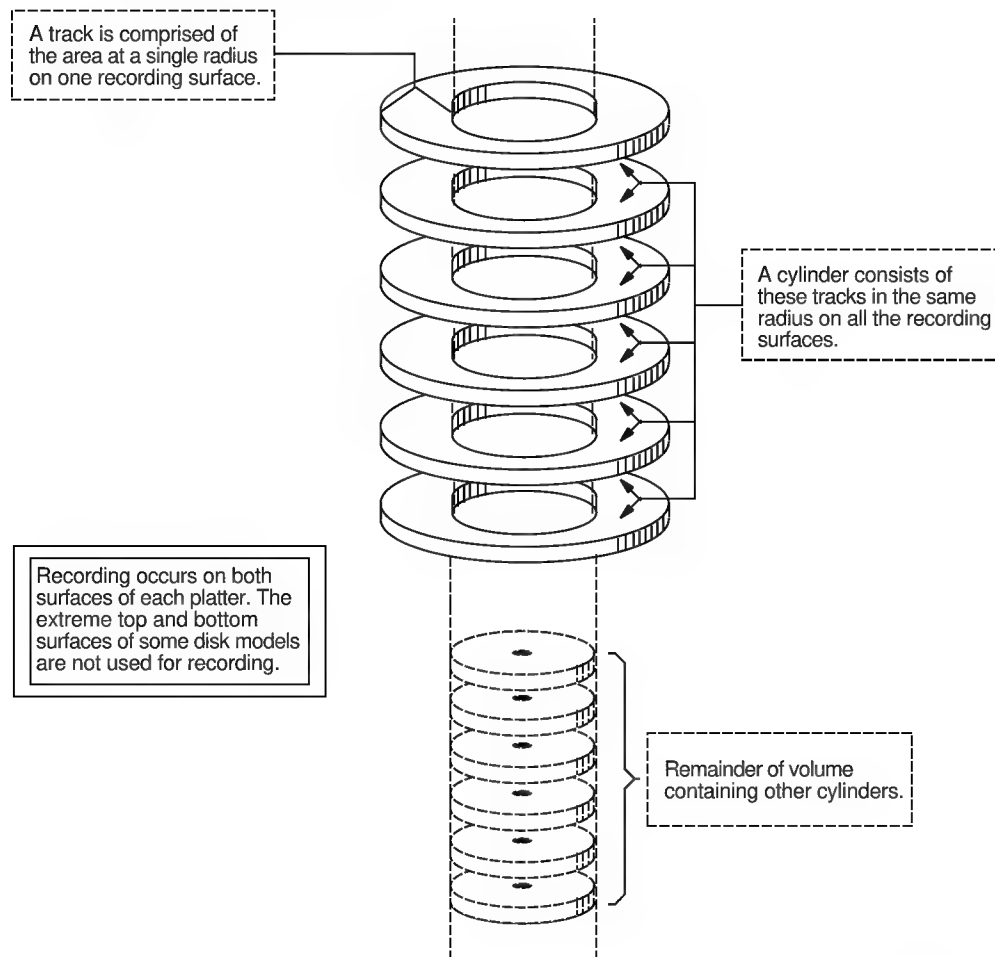 A track is comprised of
the area at a single radius
on one recording surface.
A cylinder consists of
these tracks in the same
radius on all the recording
surfaces.
Recording occurs on both
surfaces of each platter. The
extreme top and bottom
surfaces of some disk models
are not used for recording.
Remainder of volume
containing other cylinders.